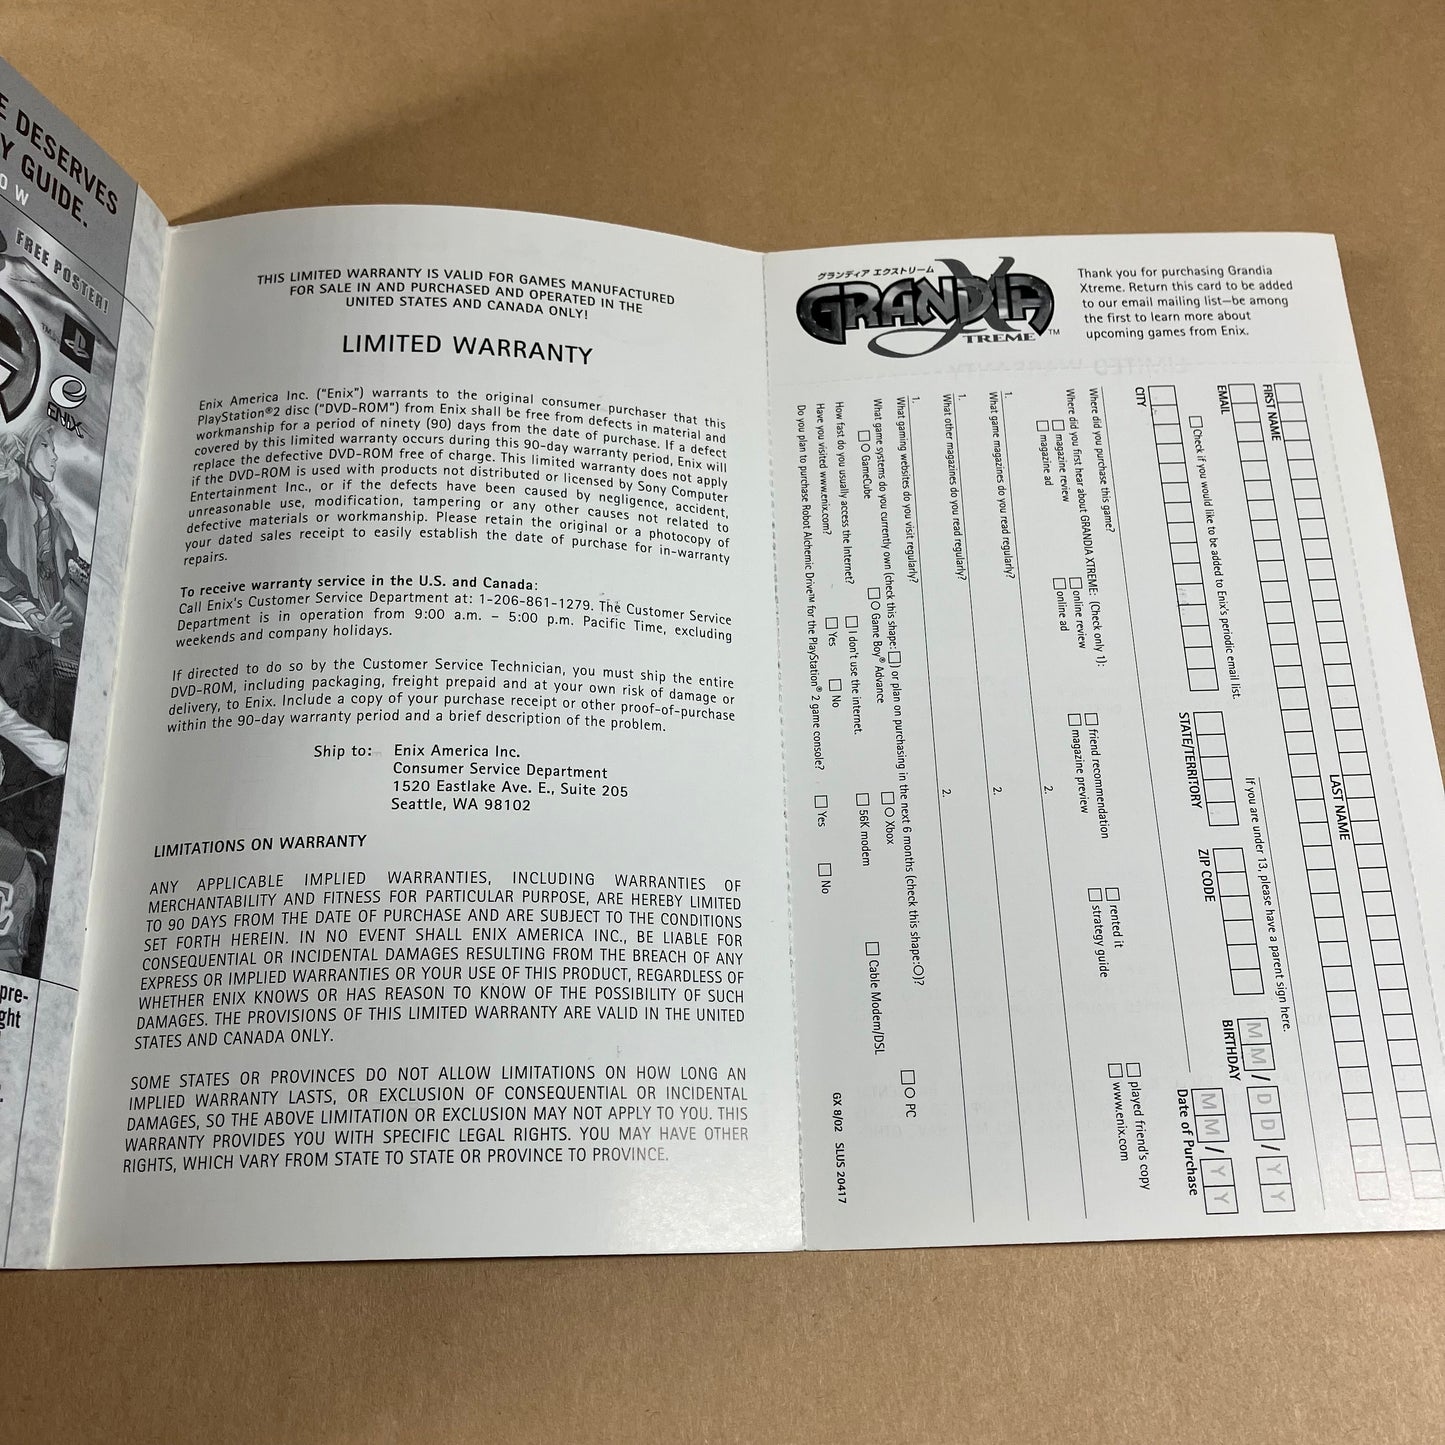 E DESERVES
Y GUIDE.
O W
FREE POSTER!
TM
ENIX
pre-
ght
THIS LIMITED WARRANTY IS VALID FOR GAMES MANUFACTURED
FOR SALE IN AND PURCHASED AND OPERATED IN THE
UNITED STATES AND CANADA ONLY!
LIMITED WARRANTY
Enix America Inc. (“Enix”) warrants to the original consumer purchaser that this
PlayStation®2 disc (“DVD-ROM”) from Enix shall be free from defects in material and
workmanship for a period of ninety (90) days from the date of purchase. If a defect
covered by this limited warranty occurs during this 90-day warranty period, Enix will
replace the defective DVD-ROM free of charge. This limited warranty does not apply
if the DVD-ROM is used with products not distributed or licensed by Sony Computer
Entertainment Inc., or if the defects have been caused by negligence, accident,
unreasonable use, modification, tampering or any other causes not related to
defective materials or workmanship. Please retain the original or a photocopy of
your dated sales receipt to easily establish the date of purchase for in-warranty
repairs.
To receive warranty service in the U.S. and Canada:
Call Enix's Customer Service Department at: 1-206-861-1279. The Customer Service
Department is in operation from 9:00 a.m. – 5:00 p.m. Pacific Time, excluding
weekends and company holidays.
If directed to do so by the Customer Service Technician, you must ship the entire
DVD-ROM, including packaging, freight prepaid and at your own risk of damage or
delivery, to Enix. Include a copy of your purchase receipt or other proof-of-purchase
within the 90-day warranty period and a brief description of the problem.
Ship to: Enix America Inc.
Consumer Service Department
1520 Eastlake Ave. E., Suite 205
Seattle, WA 98102
LIMITATIONS ON WARRANTY
ANY APPLICABLE IMPLIED WARRANTIES, INCLUDING WARRANTIES OF
MERCHANTABILITY AND FITNESS FOR PARTICULAR PURPOSE, ARE HEREBY LIMITED
TO 90 DAYS FROM THE DATE OF PURCHASE AND ARE SUBJECT TO THE CONDITIONS
SET FORTH HEREIN. IN NO EVENT SHALL ENIX AMERICA INC., BE LIABLE FOR
CONSEQUENTIAL OR INCIDENTAL DAMAGES RESULTING FROM THE BREACH OF ANY
EXPRESS OR IMPLIED WARRANTIES OR YOUR USE OF THIS PRODUCT, REGARDLESS OF
WHETHER ENIX KNOWS OR HAS REASON TO KNOW OF THE POSSIBILITY OF SUCH
DAMAGES. THE PROVISIONS OF THIS LIMITED WARRANTY ARE VALID IN THE UNITED
STATES AND CANADA ONLY.
SOME STATES OR PROVINCES DO NOT ALLOW LIMITATIONS ON HOW LONG AN
IMPLIED WARRANTY LASTS, OR EXCLUSION OF CONSEQUENTIAL OR INCIDENTAL
DAMAGES, SO THE ABOVE LIMITATION OR EXCLUSION MAY NOT APPLY TO YOU. THIS
WARRANTY PROVIDES YOU WITH SPECIFIC LEGAL RIGHTS. YOU MAY HAVE OTHER
RIGHTS, WHICH VARY FROM STATE TO STATE OR PROVINCE TO PROVINCE.
グランディア エクストリーム
GRANDIA
XTREME™
Thank you for purchasing Grandia
Xtreme. Return this card to be added
to our email mailing list—be among
the first to learn more about
upcoming games from Enix.
FIRST NAME LAST NAME
EMAIL If you are under 13, please have a parent sign here.
Check if you would like to be added to Enix's periodic email list.
CITY STATE/TERRITORY ZIP CODE BIRTHDAY MM/DD/YY
Date of Purchase MM/YY
Where did you purchase this game?
Where did you first hear about GRANDIA XTREME: (Check only 1):
magazine review online review friend recommendation rented it played friend's copy
magazine ad online ad magazine preview strategy guide www.enix.com
What game magazines do you read regularly?
1. 2.
What other magazines do you read regularly?
1. 2.
What gaming websites do you visit regularly?
1. 2.
What game systems do you currently own (check this shape:□) or plan on purchasing in the next 6 months (check this shape:○)?
□○ GameCube □○ Game Boy® Advance □○ Xbox □○ PC
How fast do you usually access the Internet? I don't use the internet. 56K modem Cable Modem/DSL
Have you visited www.enix.com? Yes No
Do you plan to purchase Robot Alchemic Drive™ for the PlayStation® 2 game console? Yes No
GX 8/02 SLUS 20417